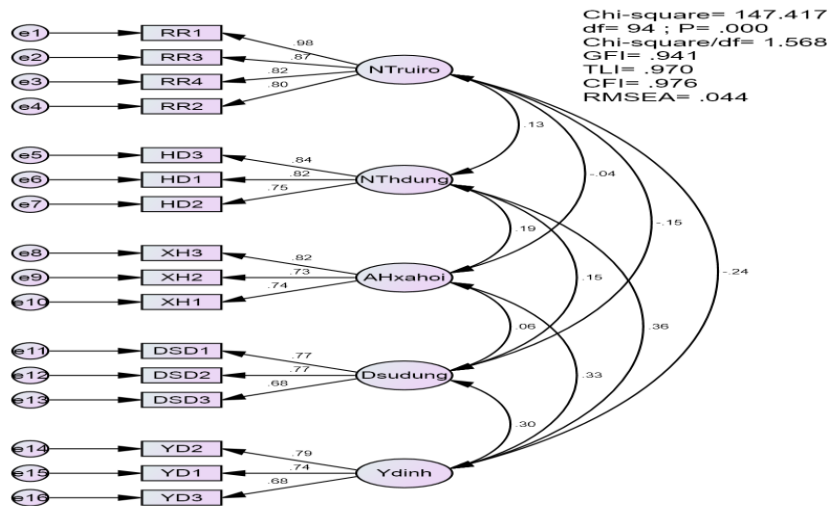 Chi-square= 147.417
df= 94 ; P= .000
Chi-square/df= 1.568
GFI= .941
TLI= .970
CFI= .976
RMSEA= .044
e1 RR1 .98
e2 RR3 .87
e3 RR4 .82
e4 RR2 .80
NTruiro
.13
-.04
-.15
-.24
e5 HD3 .84
e6 HD1 .82
e7 HD2 .75
NThdung
.19
.15
.36
e8 XH3 .82
e9 XH2 .73
e10 XH1 .74
AHxahoi
.06
.33
e11 DSD1 .77
e12 DSD2 .77
e13 DSD3 .68
Dsudung
.30
e14 YD2 .79
e15 YD1 .74
e16 YD3 .68
Ydinh